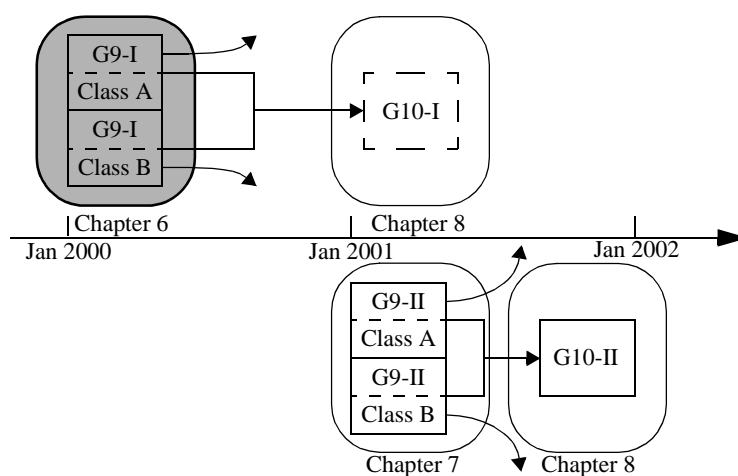 G9-I
Class A
G9-I
Class B
G10-I
Chapter 6
Chapter 8
Jan 2000
Jan 2001
Jan 2002
G9-II
Class A
G9-II
Class B
G10-II
Chapter 7
Chapter 8